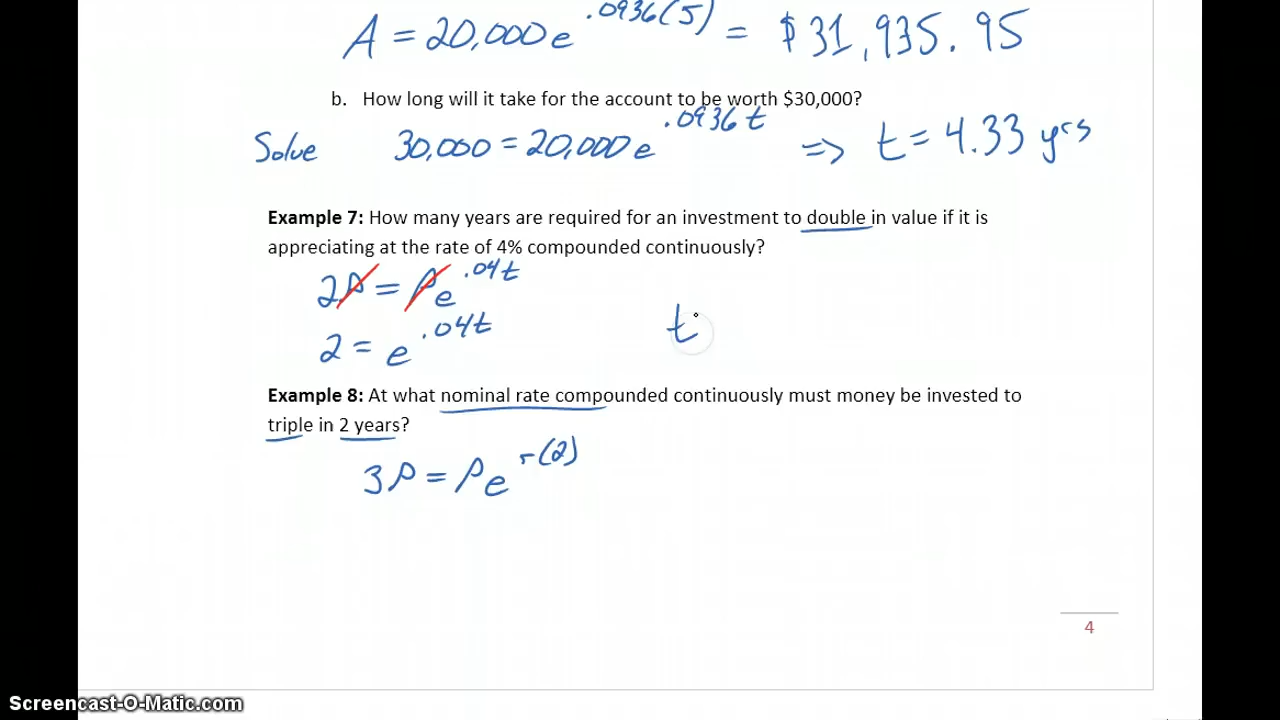 A = 20,000e^.0936(5) = $31,935.95
b. How long will it take for the account to be worth $30,000?
Solve 30,000 = 20,000e^.0936t => t = 4.33 yrs
Example 7: How many years are required for an investment to double in value if it is
appreciating at the rate of 4% compounded continuously?
2P = Pe^.04t
2 = e^.04t t
Example 8: At what nominal rate compounded continuously must money be invested to
triple in 2 years?
3P = Pe^r(2)
4
Screencast-O-Matic.com